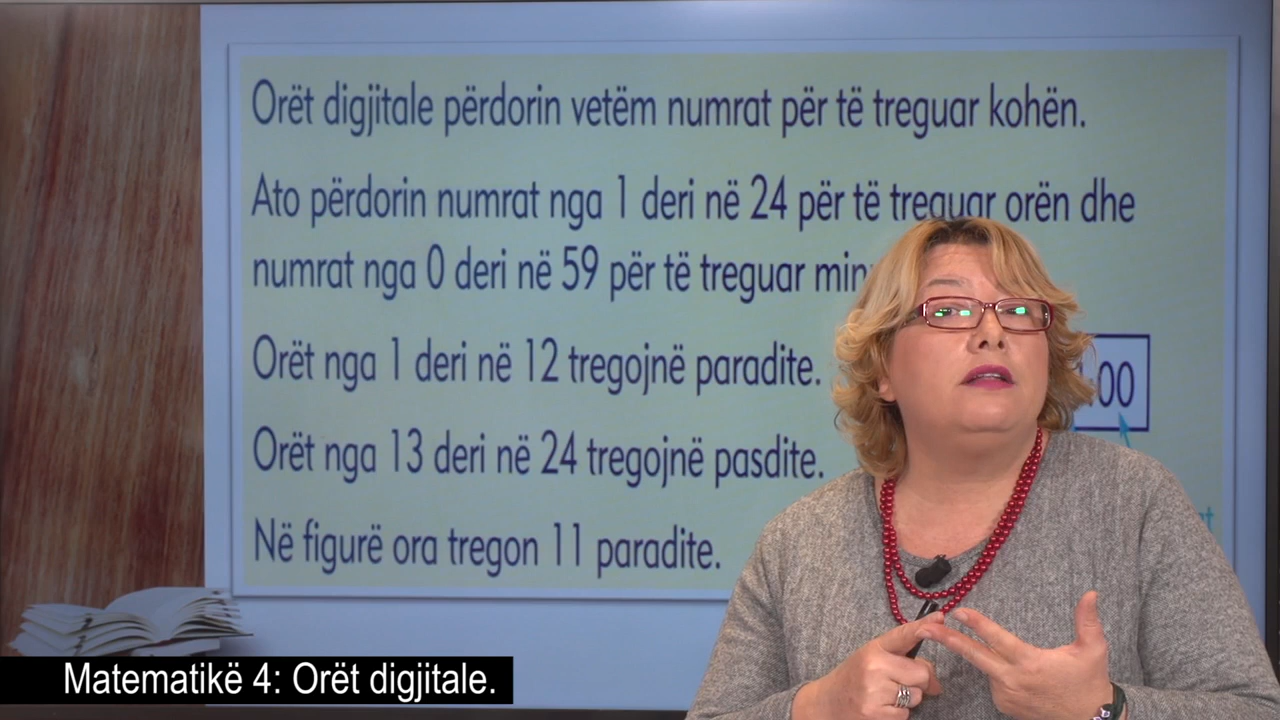 Orët digjitale përdorin vetëm numrat për të treguar kohën.
Ato përdorin numrat nga 1 deri në 24 për të treguar orën dhe
numrat nga 0 deri në 59 për të treguar
Orët nga 1 deri në 12 tregojnë paradite.
00
Orët nga 13 deri në 24 tregojnë pasdite.
Në figurë ora tregon 11 paradite.
Matematikë 4: Orët digjitale.